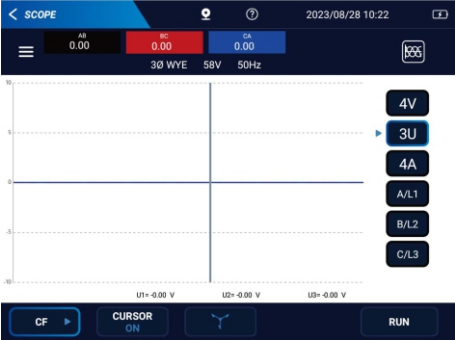 SCOPE 2023/08/28 10:22
AB BC CA
0.00 0.00 0.00
3Ø WYE 58V 50Hz
10
5
0
-5
-10
4V
3U
4A
A/L1
B/L2
C/L3
U1= -0.00 V U2= -0.00 V U3= -0.00 V
CF CURSOR ON RUN